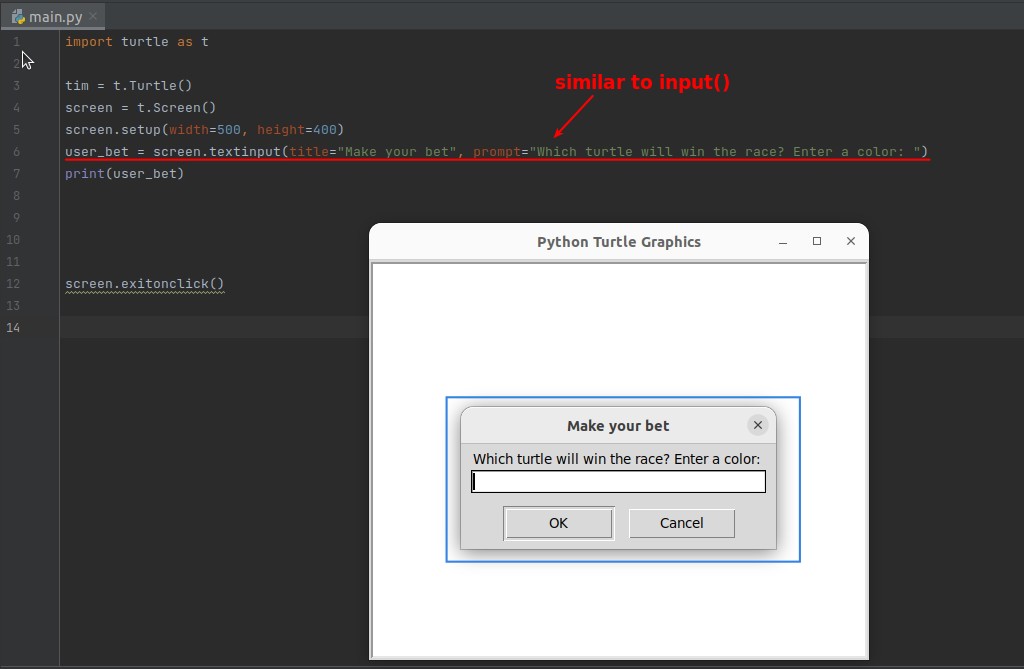 main.py
1 import turtle as t
2
3 tim = t.Turtle()
4 screen = t.Screen()
5 screen.setup(width=500, height=400)
6 user_bet = screen.textinput(title="Make your bet", prompt="Which turtle will win the race? Enter a color: ")
7 print(user_bet)
8
9
10
11
12 screen.exitonclick()
13
14
similar to input()
Python Turtle Graphics
Make your bet
Which turtle will win the race? Enter a color:
OK Cancel